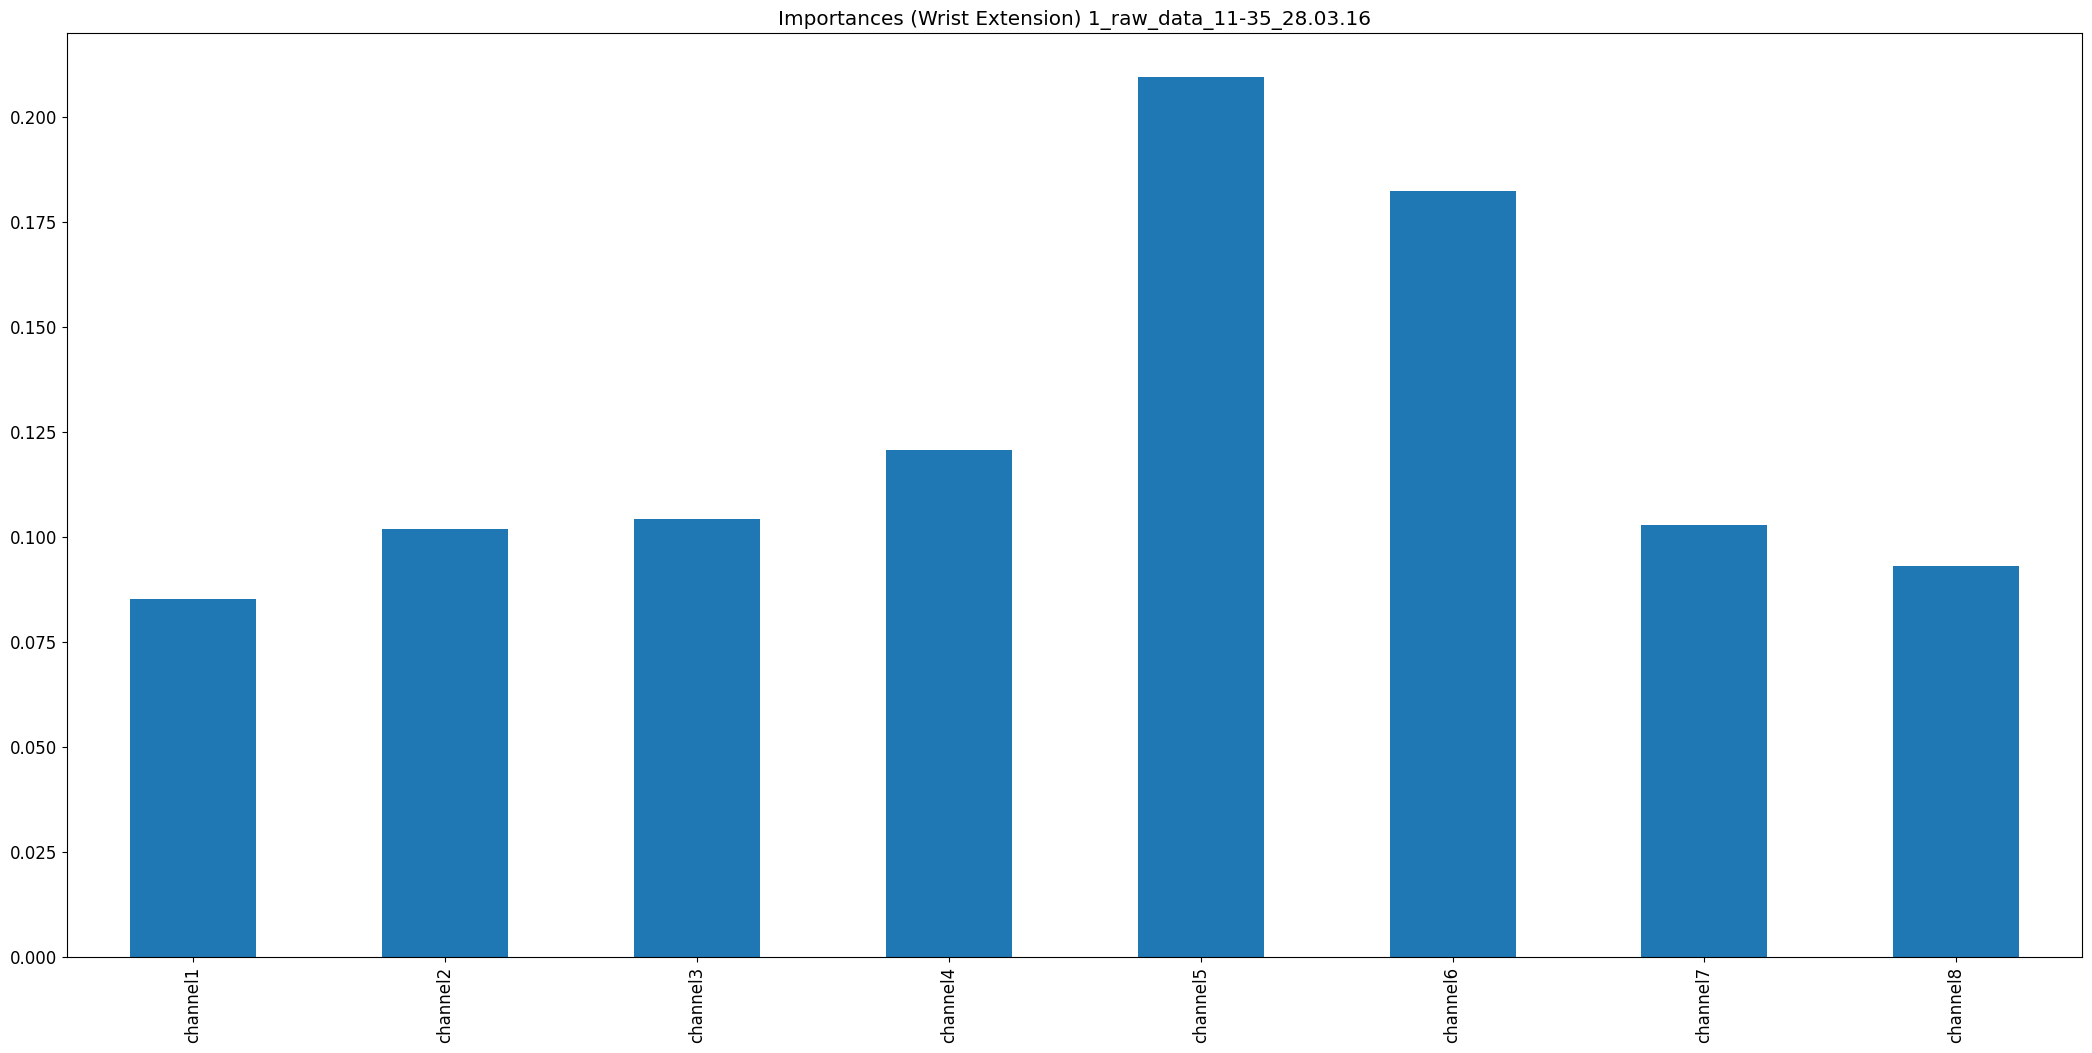 Importances (Wrist Extension) 1_raw_data_11-35_28.03.16
0.200
0.175
0.150
0.125
0.100
0.075
0.050
0.025
0.000
channel1
channel2
channel3
channel4
channel5
channel6
channel7
channel8